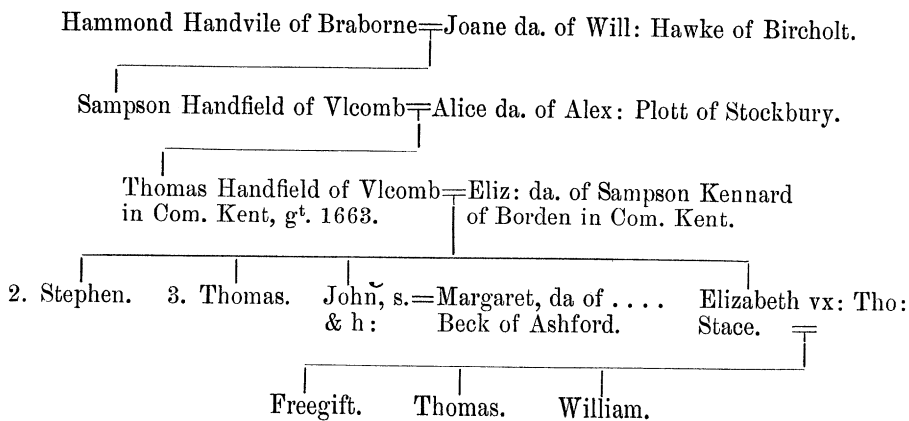 Hammond Handvile of Braborne=Joane da. of Will: Hawke of Bircholt.
Sampson Handfield of Vlcomb=Alice da. of Alex: Plott of Stockbury.
Thomas Handfield of Vlcomb=Eliz: da. of Sampson Kennard
in Com. Kent, gᵗ. 1663. of Borden in Com. Kent.
2. Stephen. 3. Thomas. John̆, s.=Margaret, da of . . . . Elizabeth vx: Tho:
& h: Beck of Ashford. Stace.
Freegift. Thomas. William.